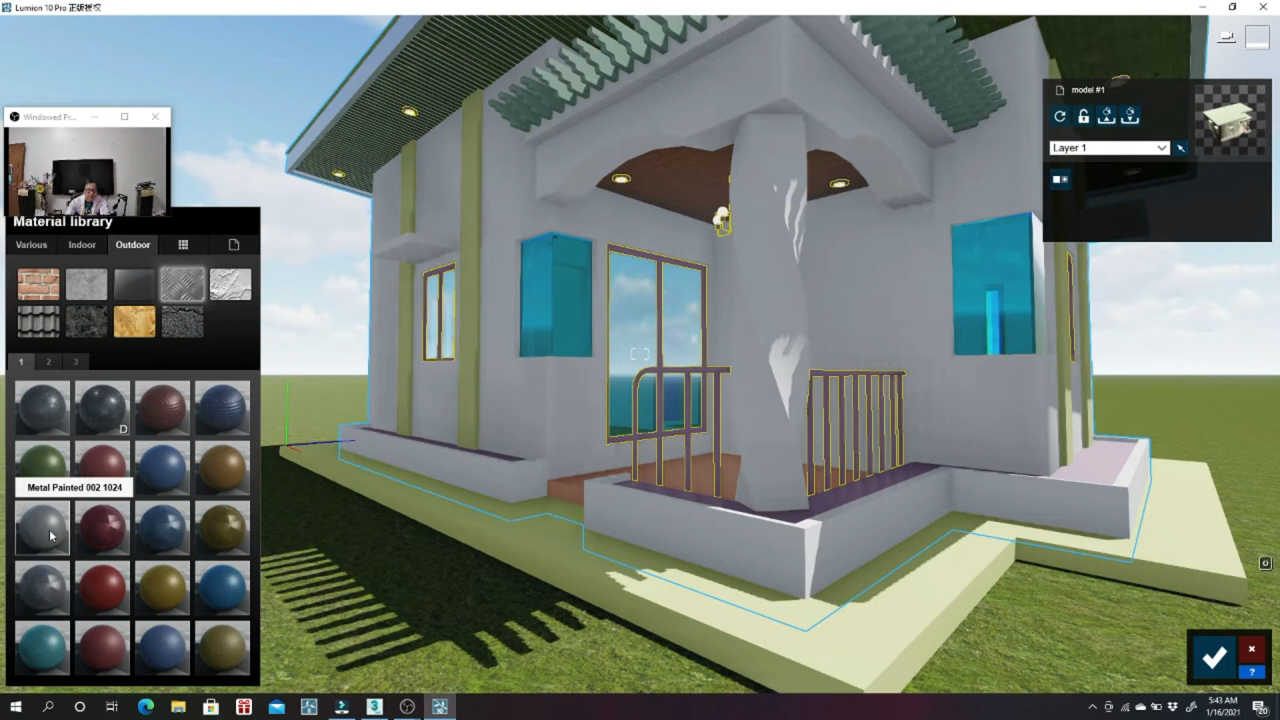 Lumion 10 Pro 正版授权
Windowed Pr...
model #1
Layer 1
Material library
Various
Indoor
Outdoor
1
2
3
D
Metal Painted 002 1024
?
5:43 AM
1/16/2021
20